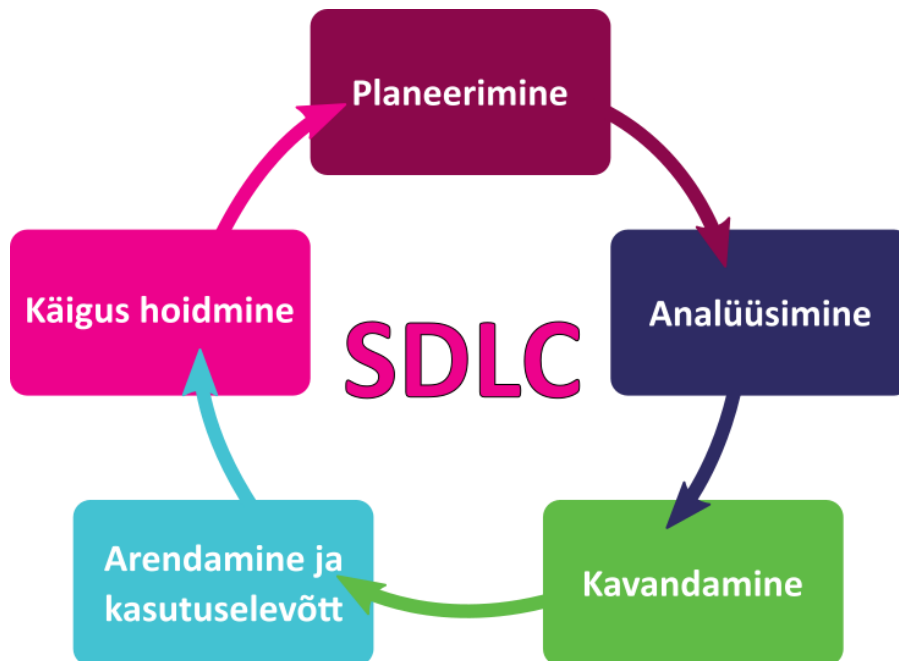 Planeerimine
Analüüsimine
Kavandamine
Arendamine ja
kasutuselevõtt
Käigus hoidmine
SDLC